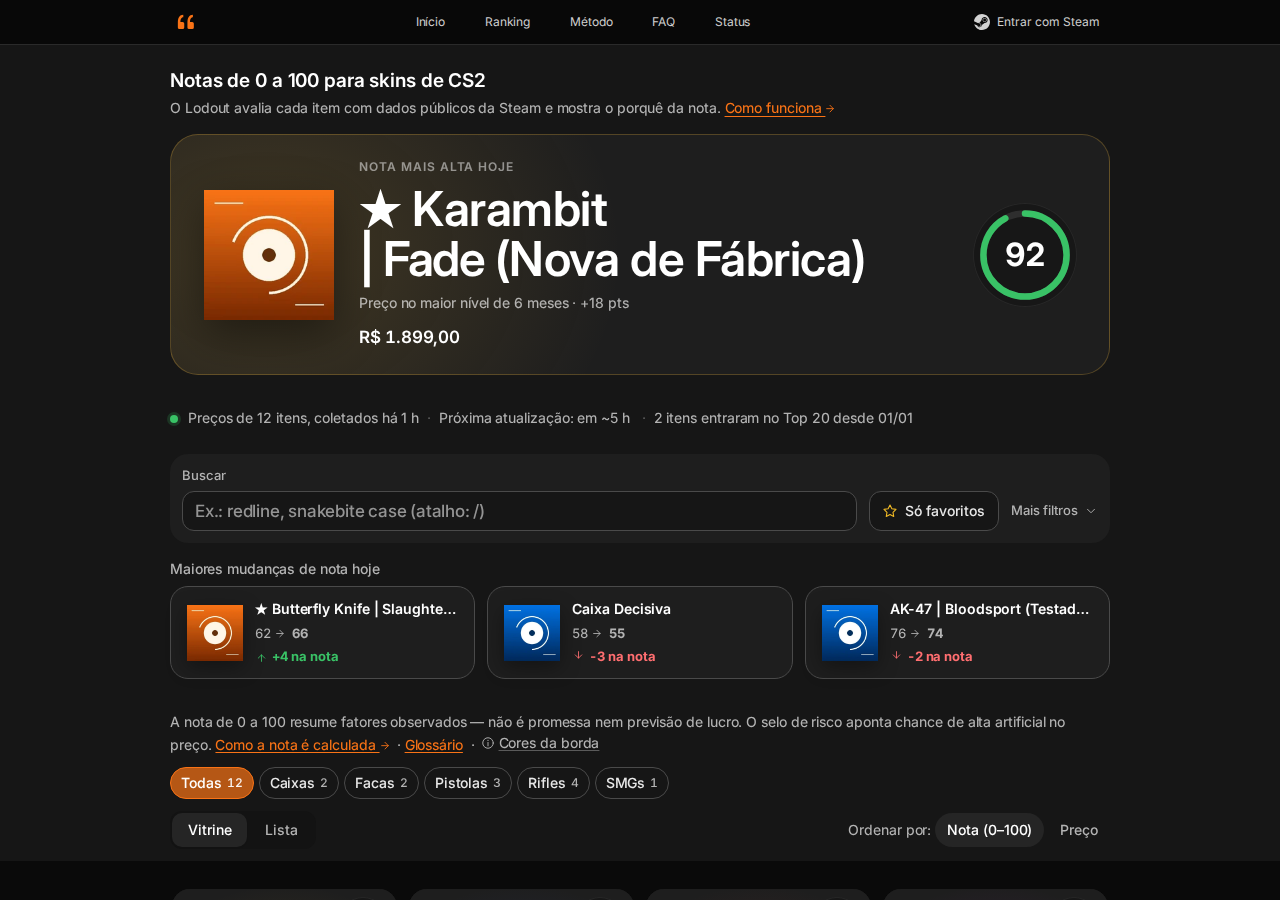 Início Ranking Método FAQ Status Entrar com Steam
Notas de 0 a 100 para skins de CS2
O Lodout avalia cada item com dados públicos da Steam e mostra o porquê da nota. Como funciona →
NOTA MAIS ALTA HOJE
★ Karambit
| Fade (Nova de Fábrica)
92
Preço no maior nível de 6 meses · +18 pts
R$ 1.899,00
Preços de 12 itens, coletados há 1 h · Próxima atualização: em ~5 h · 2 itens entraram no Top 20 desde 01/01
Buscar
Ex.: redline, snakebite case (atalho: /)
Só favoritos
Mais filtros
Maiores mudanças de nota hoje
★ Butterfly Knife | Slaughte...
62 → 66
↑ +4 na nota
Caixa Decisiva
58 → 55
↓ -3 na nota
AK-47 | Bloodsport (Testad...
76 → 74
↓ -2 na nota
A nota de 0 a 100 resume fatores observados — não é promessa nem previsão de lucro. O selo de risco aponta chance de alta artificial no
preço. Como a nota é calculada → · Glossário · Cores da borda
Todas 12 Caixas 2 Facas 2 Pistolas 3 Rifles 4 SMGs 1
Vitrine Lista Ordenar por: Nota (0–100) Preço